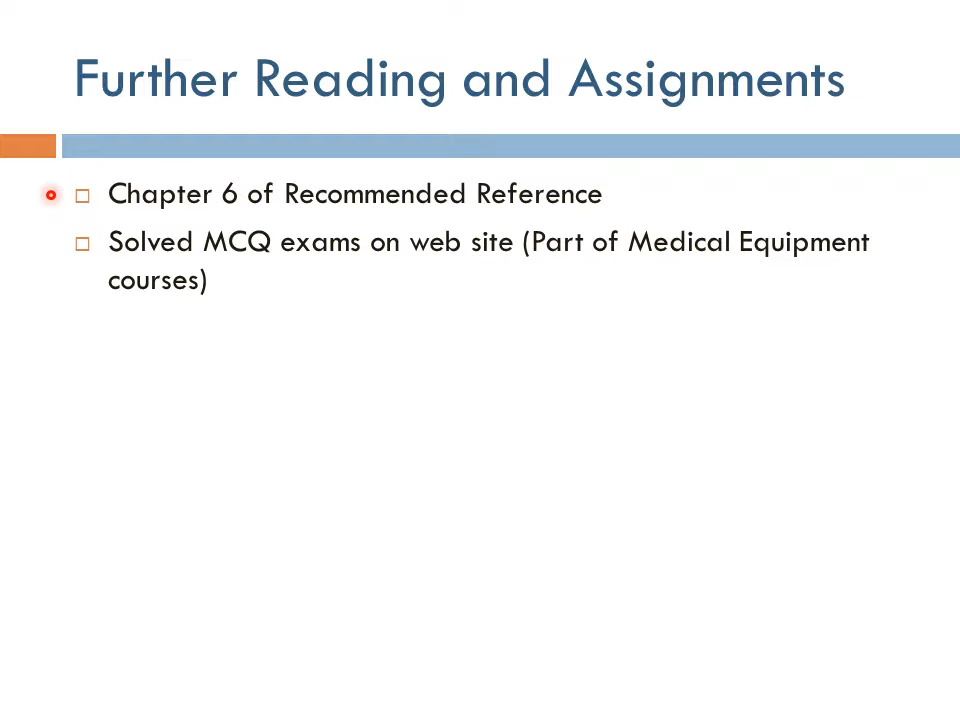 Further Reading and Assignments
Chapter 6 of Recommended Reference
Solved MCQ exams on web site (Part of Medical Equipment
courses)